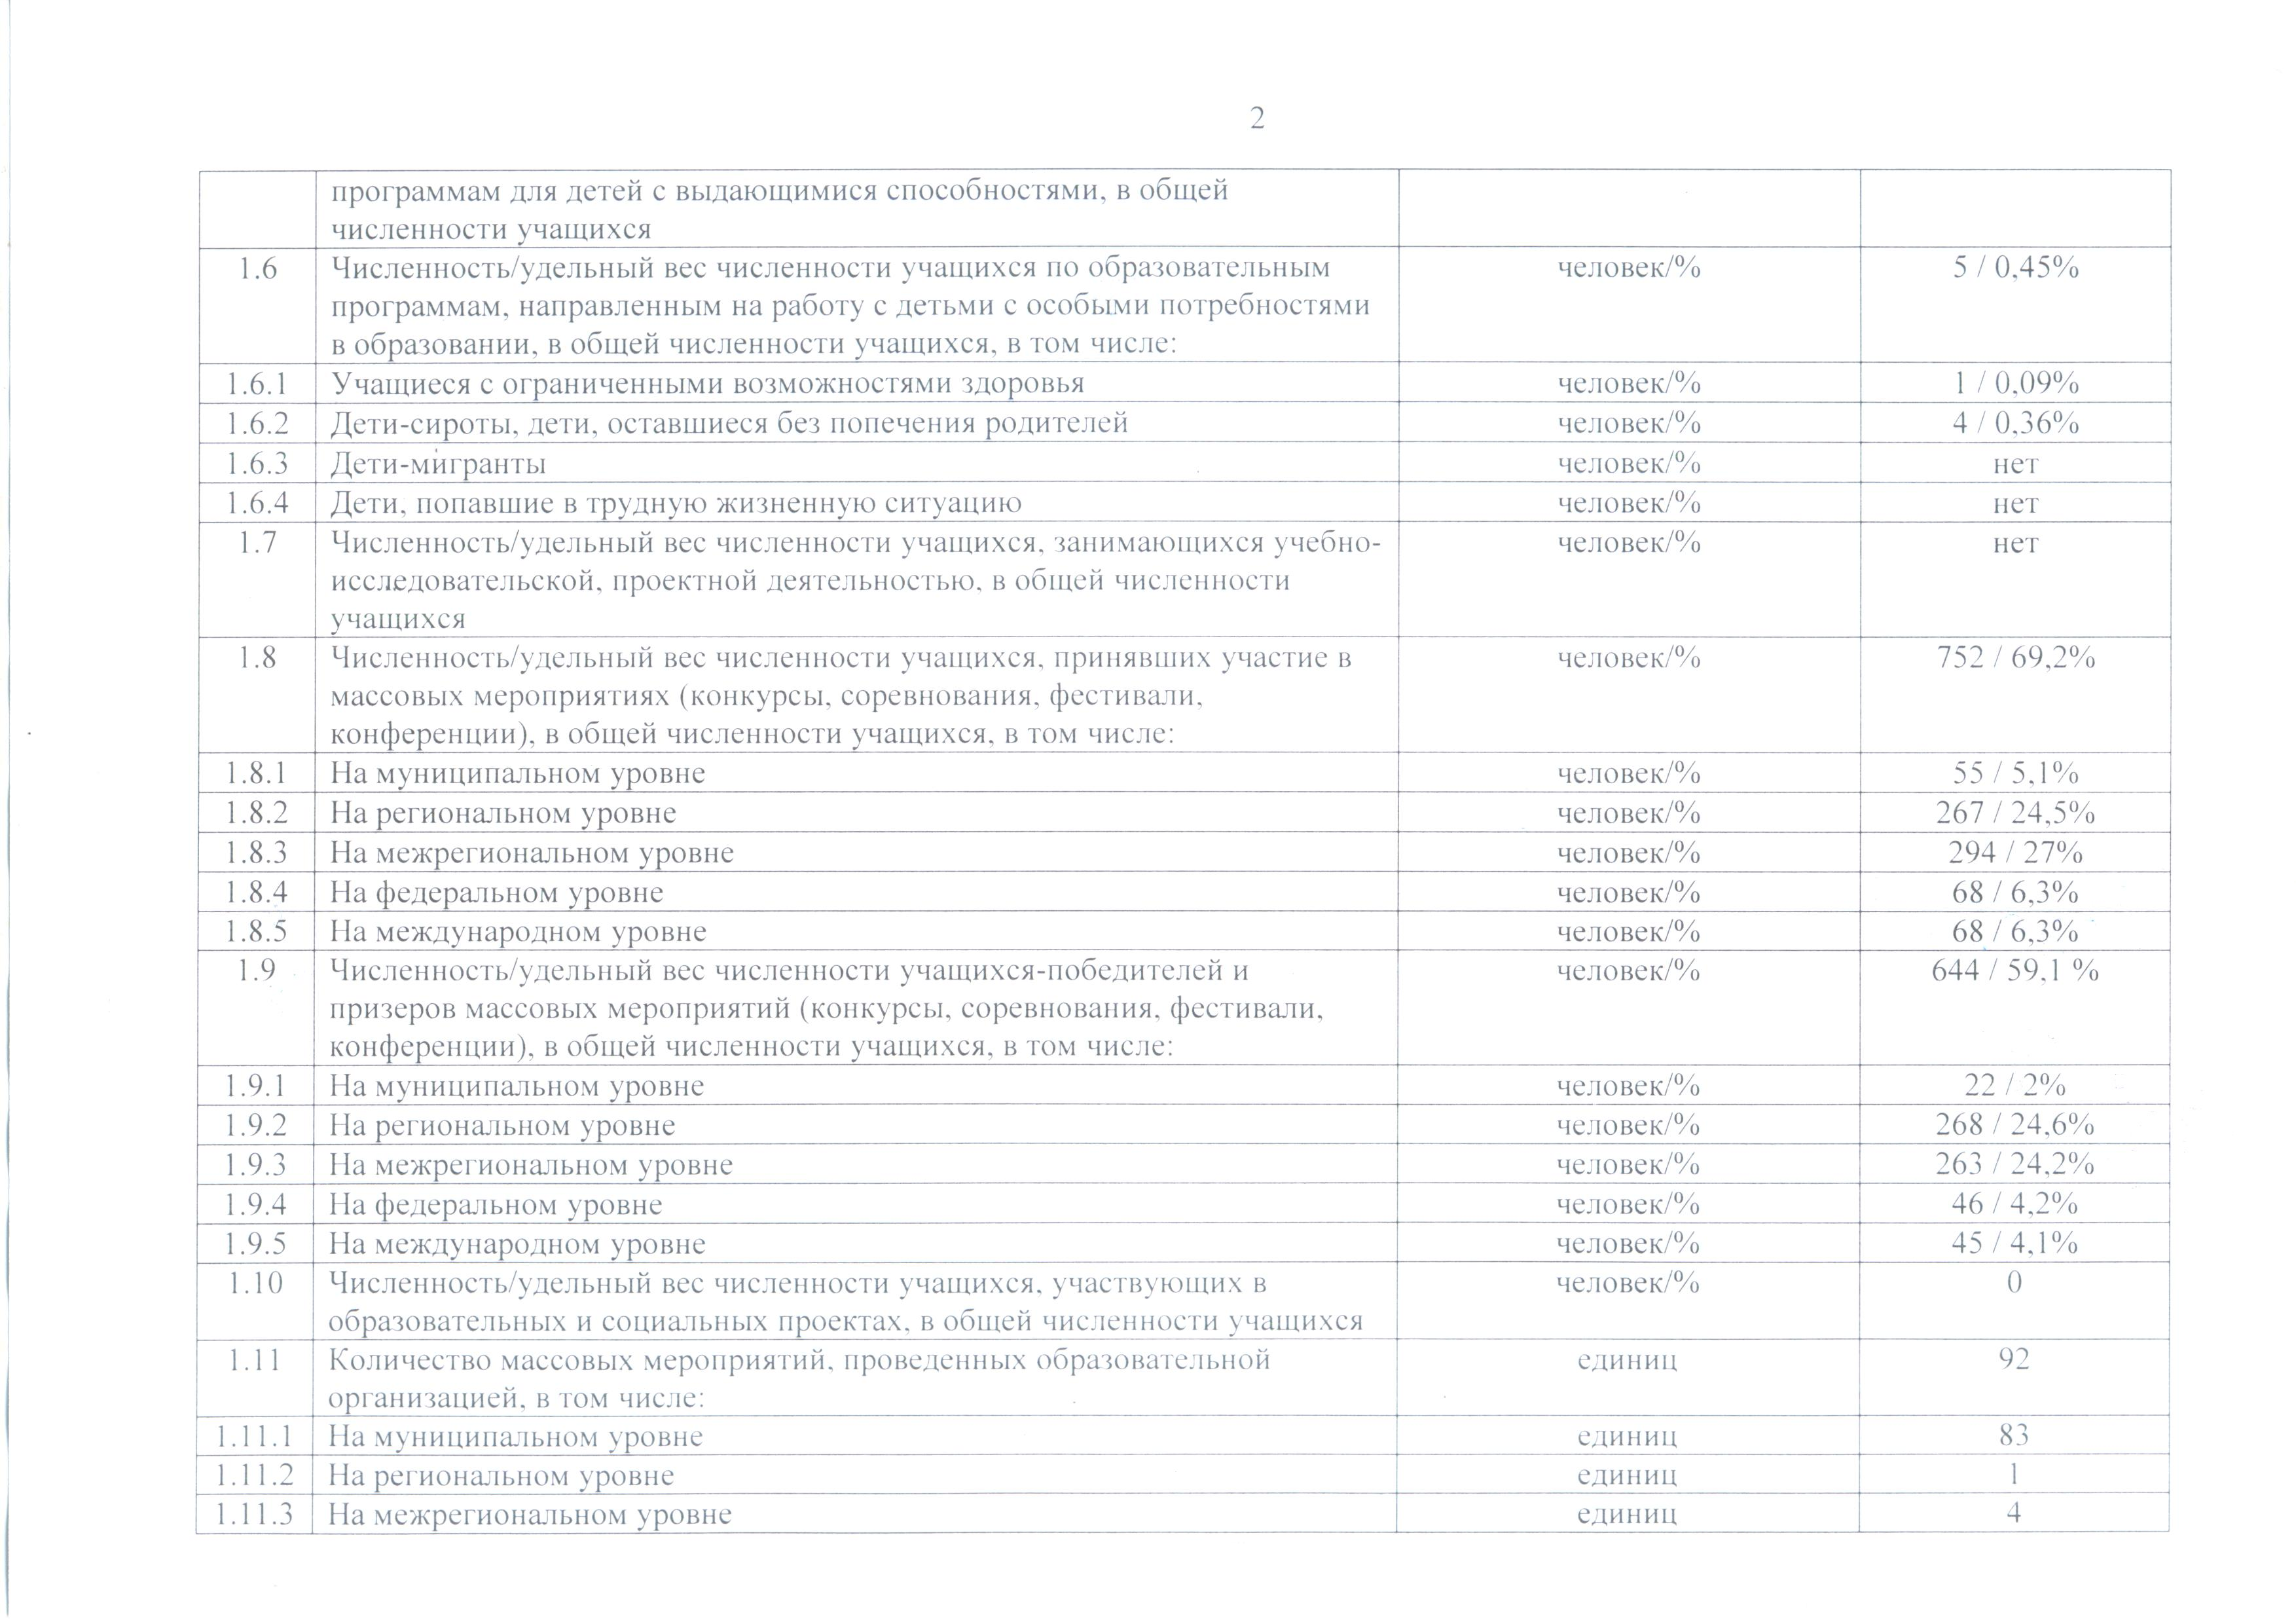 2
программам для детей с выдающимися способностями, в общей
численности учащихся
1.6 Численность/удельный вес численности учащихся по образовательным человек/% 5 / 0,45%
программам, направленным на работу с детьми с особыми потребностями
в образовании, в общей численности учащихся, в том числе:
1.6.1 Учащиеся с ограниченными возможностями здоровья человек/% 1 / 0,09%
1.6.2 Дети-сироты, дети, оставшиеся без попечения родителей человек/% 4 / 0,36%
1.6.3 Дети-мигранты человек/% нет
1.6.4 Дети, попавшие в трудную жизненную ситуацию человек/% нет
1.7 Численность/удельный вес численности учащихся, занимающихся учебно- человек/% нет
исследовательской, проектной деятельностью, в общей численности
учащихся
1.8 Численность/удельный вес численности учащихся, принявших участие в человек/% 752 / 69,2%
массовых мероприятиях (конкурсы, соревнования, фестивали,
конференции), в общей численности учащихся, в том числе:
1.8.1 На муниципальном уровне человек/% 55 / 5,1%
1.8.2 На региональном уровне человек/% 267 / 24,5%
1.8.3 На межрегиональном уровне человек/% 294 / 27%
1.8.4 На федеральном уровне человек/% 68 / 6,3%
1.8.5 На международном уровне человек/% 68 / 6,3%
1.9 Численность/удельный вес численности учащихся-победителей и человек/% 644 / 59,1 %
призеров массовых мероприятий (конкурсы, соревнования, фестивали,
конференции), в общей численности учащихся, в том числе:
1.9.1 На муниципальном уровне человек/% 22 / 2%
1.9.2 На региональном уровне человек/% 268 / 24,6%
1.9.3 На межрегиональном уровне человек/% 263 / 24,2%
1.9.4 На федеральном уровне человек/% 46 / 4,2%
1.9.5 На международном уровне человек/% 45 / 4,1%
1.10 Численность/удельный вес численности учащихся, участвующих в человек/% 0
образовательных и социальных проектах, в общей численности учащихся
1.11 Количество массовых мероприятий, проведенных образовательной единиц 92
организацией, в том числе:
1.11.1 На муниципальном уровне единиц 83
1.11.2 На региональном уровне единиц 1
1.11.3 На межрегиональном уровне единиц 4